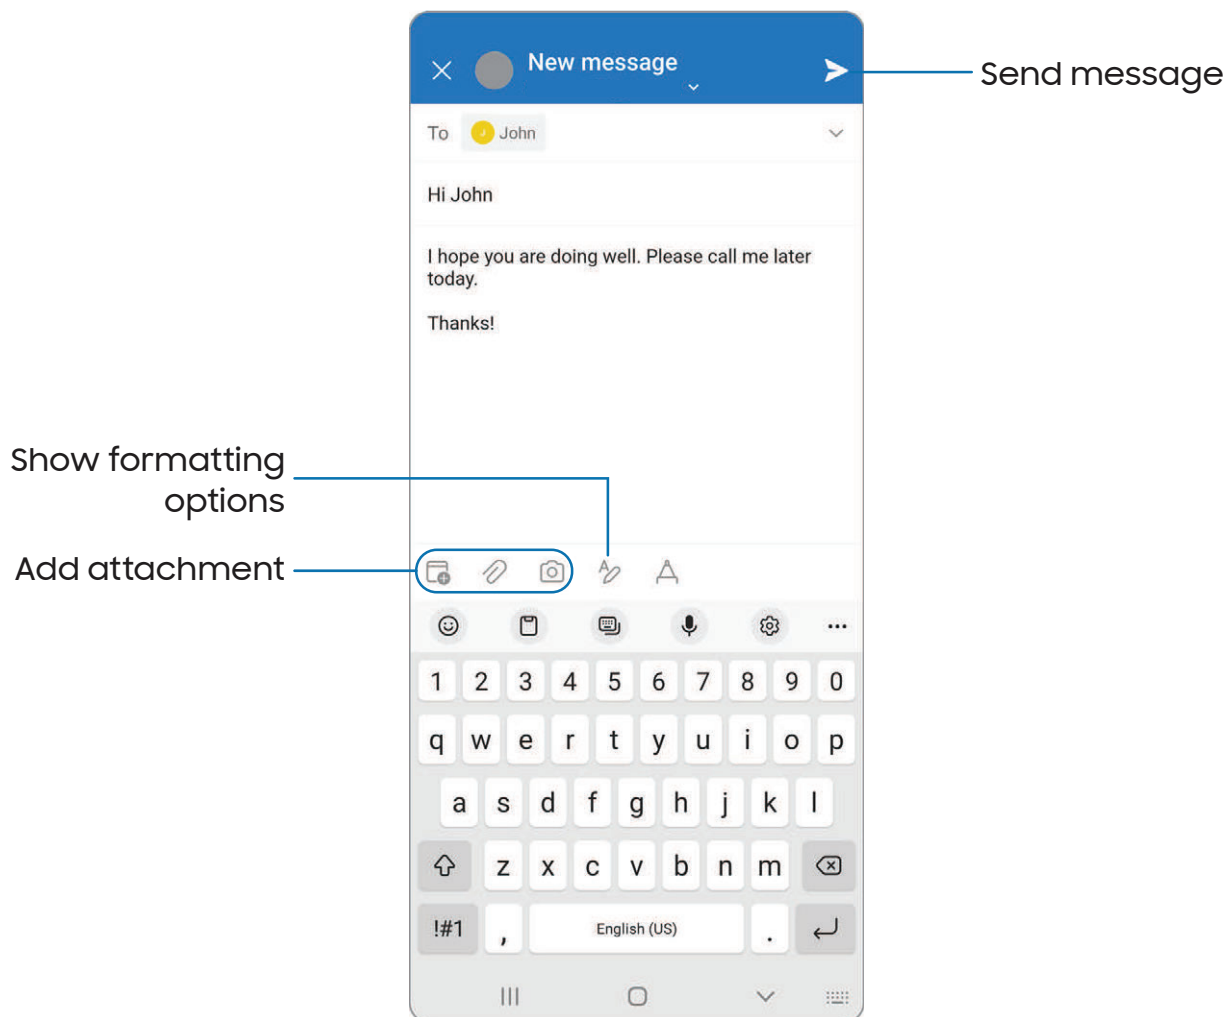 New message
Send message
To
J
John
Hi John
I hope you are doing well. Please call me later
today.
Thanks!
Show formatting
options
Add attachment
1 2 3 4 5 6 7 8 9 0
q w e r t y u i o p
a s d f g h j k l
z x c v b n m
!#1 , English (US) .